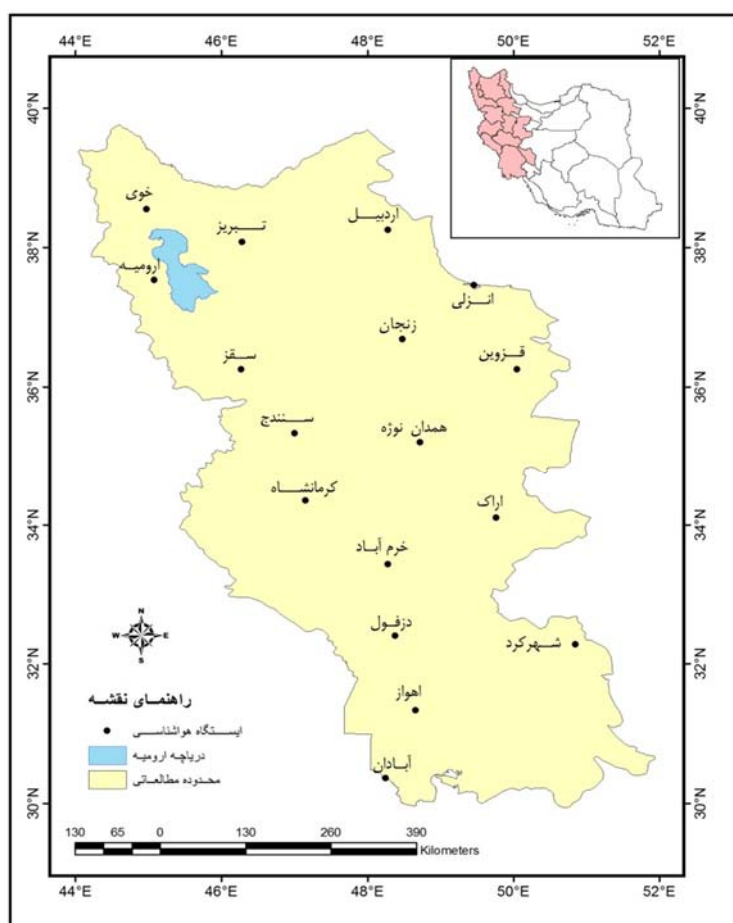 44°E 46°E 48°E 50°E 52°E
40°N 40°N
خوی
تبریز
اردبیل
38°N 38°N
ارومیه
انزلی
زنجان
قزوین
سقز
36°N 36°N
سنندج
همدان نوژه
کرمانشاه
اراک
34°N 34°N
خرم آباد
N
W E
S
دزفول
شهرکرد
32°N 32°N
اهواز
راهنمای نقشه
ایستگاه هواشناسی
دریاچه ارومیه
محدوده مطالعاتی
آبادان
30°N 30°N
130 65 0 130 260 390
Kilometers
44°E 46°E 48°E 50°E 52°E